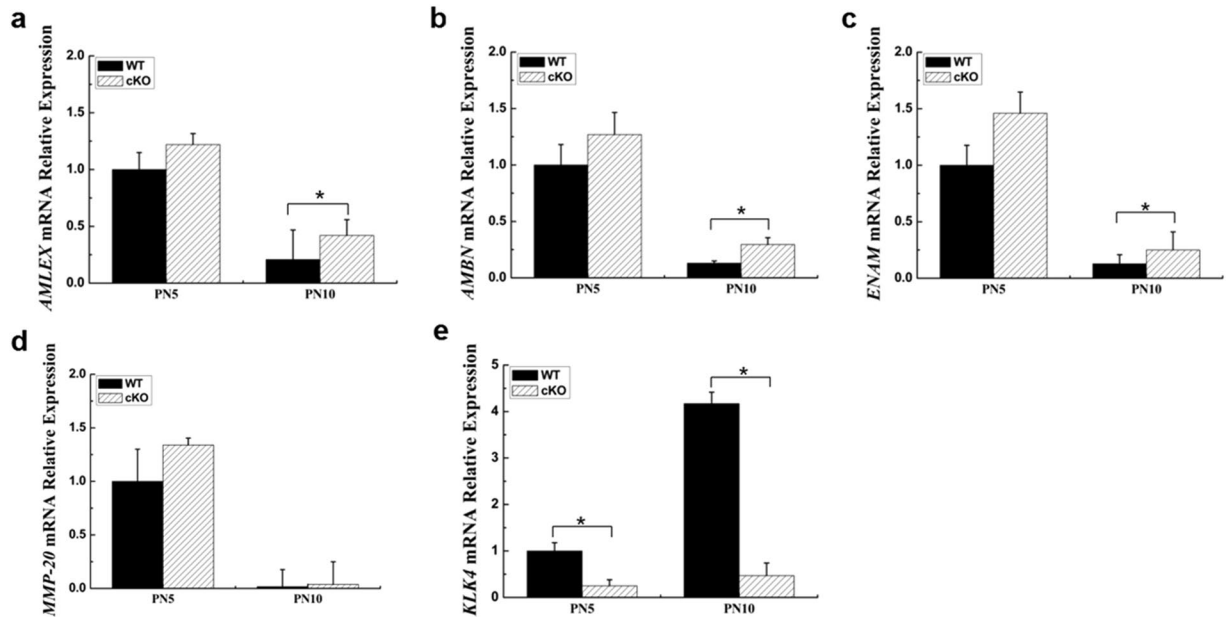 a
AMLEX mRNA Relative Expression
2.0
1.5
1.0
0.5
0.0
WT
cKO
*
PN5 PN10
b
AMBN mRNA Relative Expression
2.0
1.5
1.0
0.5
0.0
WT
cKO
*
PN5 PN10
c
ENAM mRNA Relative Expression
2.0
1.5
1.0
0.5
0.0
WT
cKO
*
PN5 PN10
d
MMP-20 mRNA Relative Expression
2.0
1.5
1.0
0.5
0.0
WT
cKO
PN5 PN10
e
KLK4 mRNA Relative Expression
5
4
3
2
1
0
WT
cKO
*
*
PN5 PN10